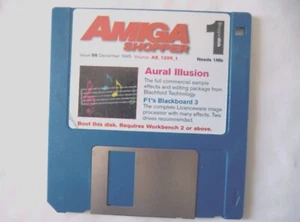 AMIGA
SHOPPER
1
Issue 56 December 1995
Needs 1Mb
Aural Illusion
The full commercial sample
effects and editing package from
Blachford Technology.
F1's Blackboard 3
The complete Licenceware image
processor with many effects. Two
drives recommended.
Boot this disk. Requires Workbench 2 or above.